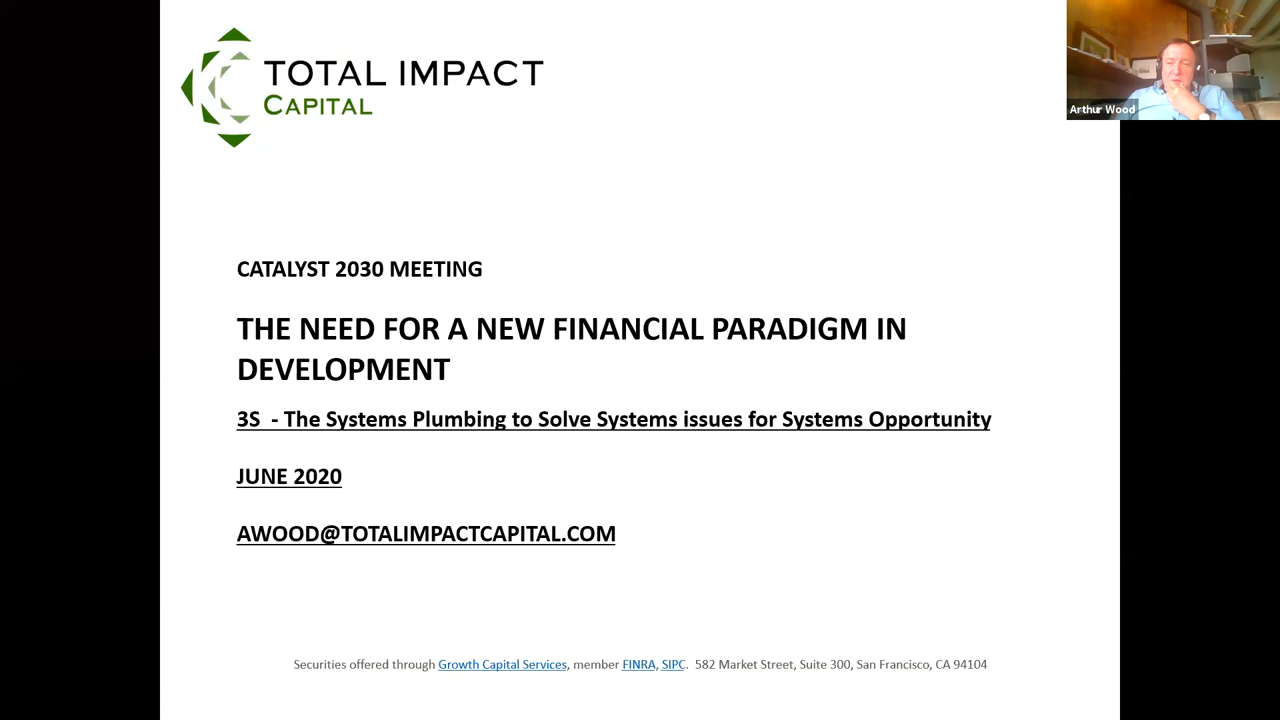 TOTAL IMPACT
CAPITAL
Arthur Wood
CATALYST 2030 MEETING
THE NEED FOR A NEW FINANCIAL PARADIGM IN
DEVELOPMENT
3S - The Systems Plumbing to Solve Systems issues for Systems Opportunity
JUNE 2020
AWOOD@TOTALIMPACTCAPITAL.COM
Securities offered through Growth Capital Services, member FINRA, SIPC. 582 Market Street, Suite 300, San Francisco, CA 94104